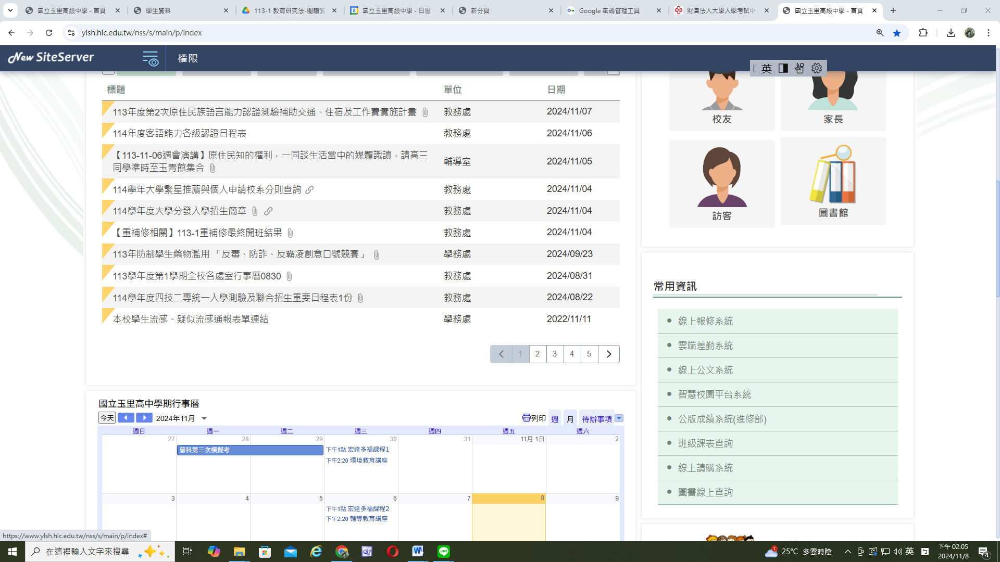 國立玉里高級中學 - 首頁
學生資料
113-1 教育研究法-閱讀資
國立玉里高級中學 - 日曆
新分頁
Google 密碼管理工具
財團法人大學入學考試中
國立玉里高級中學 - 首頁
ylsh.hlc.edu.tw/nss/s/main/p/index
New SiteServer
權限
英
標題 單位 日期
113年度第2次原住民族語言能力認證測驗補助交通、住宿及工作費實施計畫 教務處 2024/11/07
114年度客語能力各級認證日程表 教務處 2024/11/06
【113-11-06週會演講】原住民知的權利，一同談生活當中的媒體識讀，請高三
同學準時至玉青館集合 輔導室 2024/11/05
114學年大學繁星推薦與個人申請校系分則查詢 教務處 2024/11/04
114學年度大學分發入學招生簡章 教務處 2024/11/04
【重補修相關】113-1重補修最終開班結果 教務處 2024/11/04
113年防制學生藥物濫用「反毒、防詐、反霸凌創意口號競賽」 學務處 2024/09/23
113學年度第1學期全校各處室行事曆0830 教務處 2024/08/31
114學年度四技二專統一入學測驗及聯合招生重要日程表1份 教務處 2024/08/22
本校學生流感、疑似流感通報表單連結 學務處 2022/11/11
1 2 3 4 5
校友 家長
訪客 圖書館
常用資訊
線上報修系統
雲端差勤系統
線上公文系統
智慧校園平台系統
公版成績系統(進修部)
班級課表查詢
線上請購系統
圖書線上查詢
國立玉里高中學期行事曆
今天 2024年11月 列印 週 月 待辦事項
週日 週一 週二 週三 週四 週五 週六
27 28 29 30 31 11月 1日 2
普科第三次模擬考 下午1點 宏達多福課程1
下午2:20 環境教育講座
3 4 5 6 7 8 9
下午1點 宏達多福課程2
下午2:20 輔導教育講座
https://www.ylsh.hlc.edu.tw/nss/s/main/p/index#
在這裡輸入文字來搜尋
1
25°C 多雲時陰
英
下午 02:05
2024/11/8
4